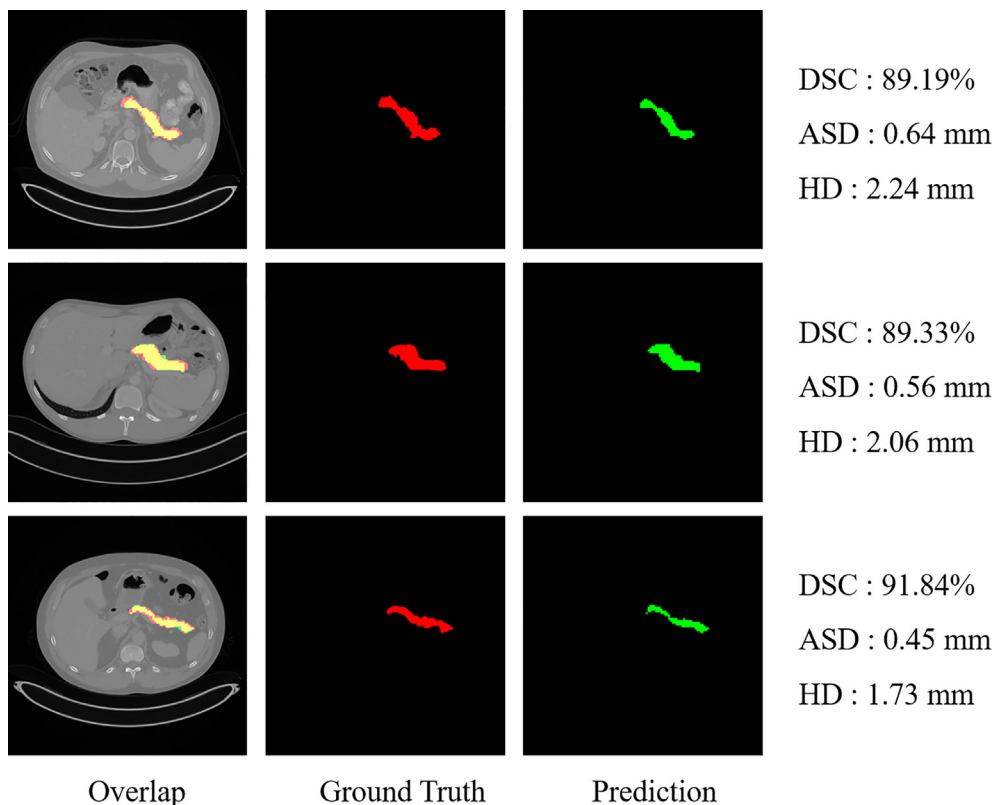 DSC : 89.19%
ASD : 0.64 mm
HD : 2.24 mm
DSC : 89.33%
ASD : 0.56 mm
HD : 2.06 mm
DSC : 91.84%
ASD : 0.45 mm
HD : 1.73 mm
Overlap Ground Truth Prediction